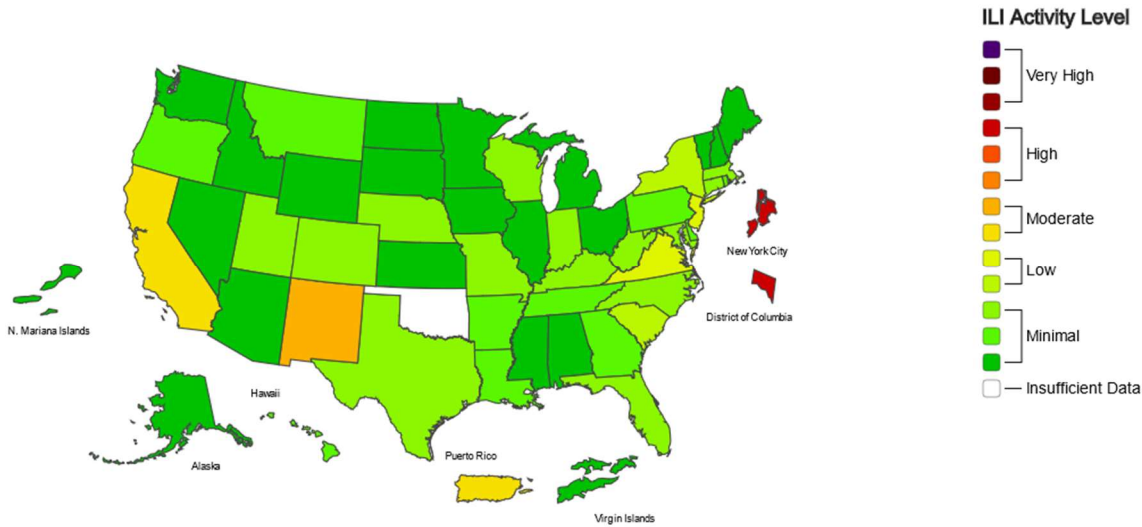 ILI Activity Level
Very High
High
Moderate
Low
Minimal
Insufficient Data
New York City
District of Columbia
N. Mariana Islands
Hawaii
Alaska
Puerto Rico
Virgin Islands